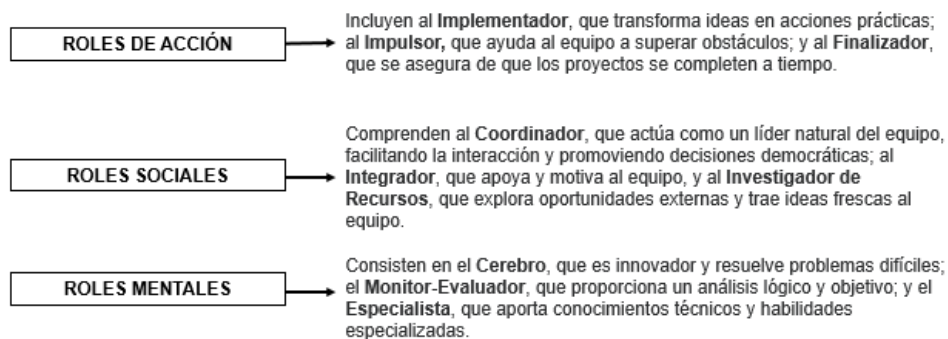 ROLES DE ACCIÓN
Incluyen al Implementador, que transforma ideas en acciones prácticas;
al Impulsor, que ayuda al equipo a superar obstáculos; y al Finalizador,
que se asegura de que los proyectos se completen a tiempo.
ROLES SOCIALES
Comprenden al Coordinador, que actúa como un líder natural del equipo,
facilitando la interacción y promoviendo decisiones democráticas; al
Integrador, que apoya y motiva al equipo, y al Investigador de
Recursos, que explora oportunidades externas y trae ideas frescas al
equipo.
ROLES MENTALES
Consisten en el Cerebro, que es innovador y resuelve problemas difíciles;
el Monitor-Evaluador, que proporciona un análisis lógico y objetivo; y el
Especialista, que aporta conocimientos técnicos y habilidades
especializadas.